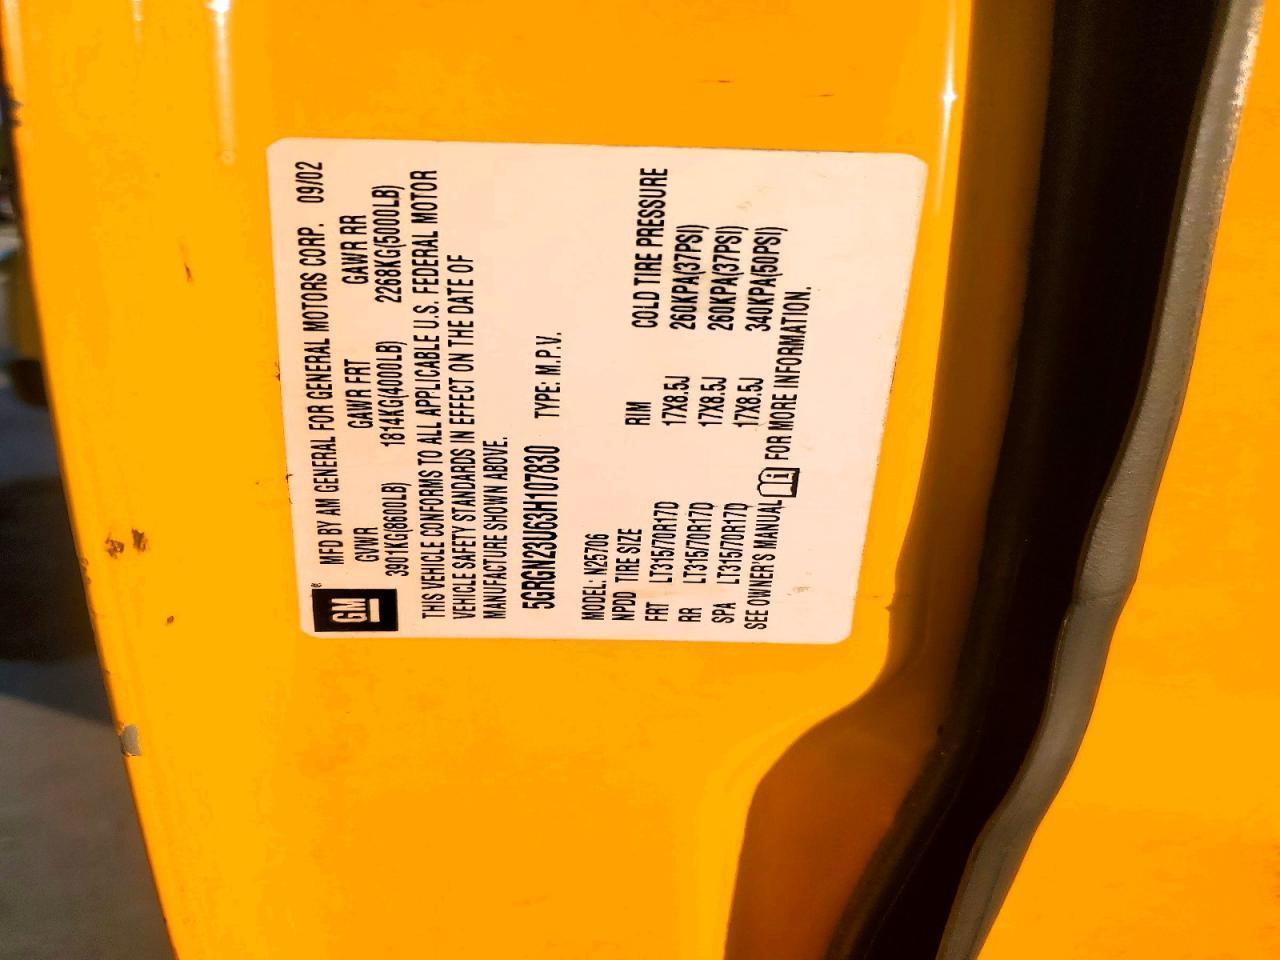 GM
MFD BY AM GENERAL FOR GENERAL MOTORS CORP. 09/02
GVWR GAWR FRT GAWR RR
3901KG(8600LB) 1814KG(4000LB) 2268KG(5000LB)
THIS VEHICLE CONFORMS TO ALL APPLICABLE U.S. FEDERAL MOTOR
VEHICLE SAFETY STANDARDS IN EFFECT ON THE DATE OF
MANUFACTURE SHOWN ABOVE.
5GRGN23U63H107830 TYPE: M.P.V.
MODEL: N25706
NPDD TIRE SIZE RIM COLD TIRE PRESSURE
FRT LT315/70R17D 17X8.5J 260KPA(37PSI)
RR LT315/70R17D 17X8.5J 260KPA(37PSI)
SPA LT315/70R17D 17X8.5J 340KPA(50PSI)
SEE OWNER'S MANUAL FOR MORE INFORMATION.